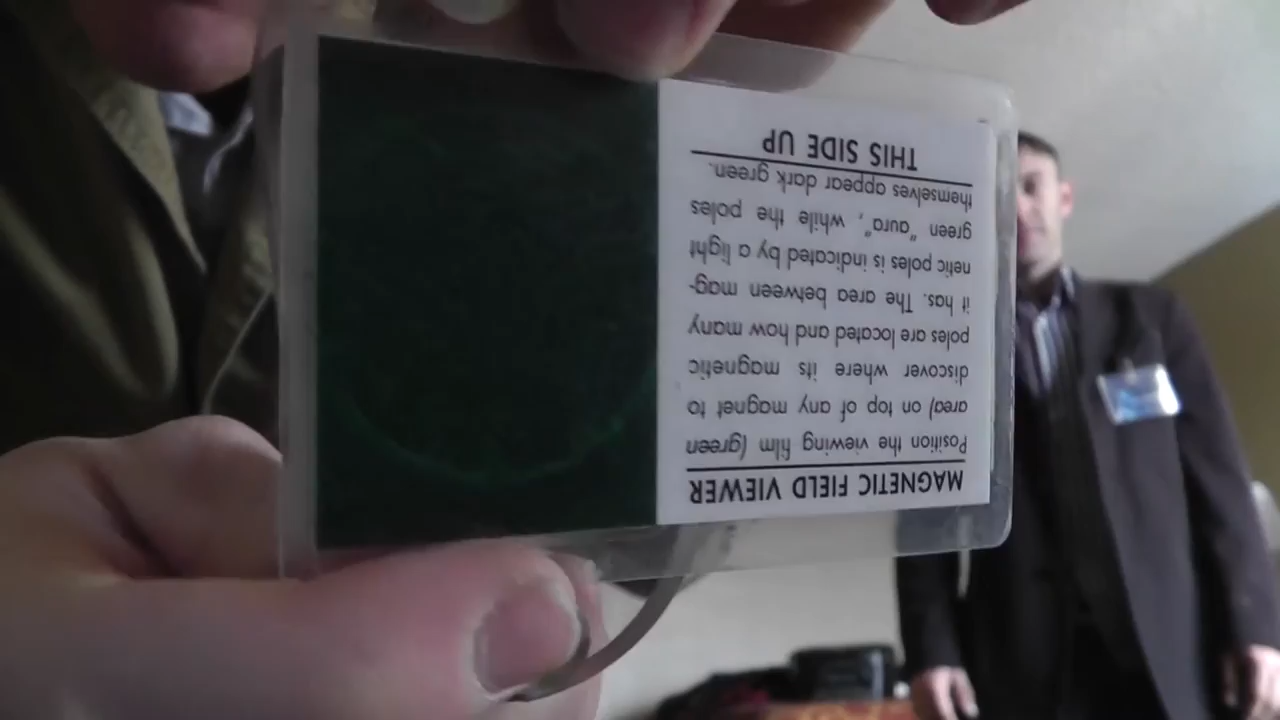 MAGNETIC FIELD VIEWER
Position the viewing film (green
area) on top of any magnet to
discover where its magnetic
poles are located and how many
it has. The area between mag-
netic poles is indicated by a light
green "aura", while the poles
themselves appear dark green.
THIS SIDE UP